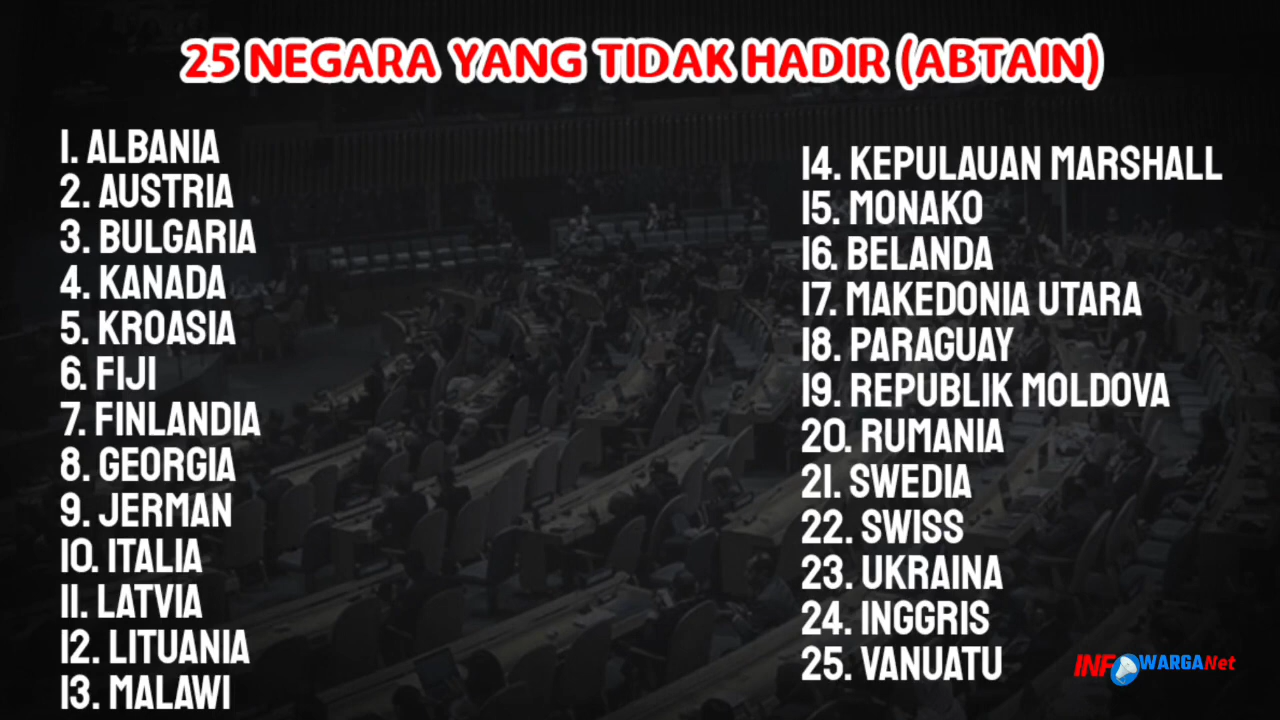 25 NEGARA YANG TIDAK HADIR (ABTAIN)
1. ALBANIA
2. AUSTRIA
3. BULGARIA
4. KANADA
5. KROASIA
6. FIJI
7. FINLANDIA
8. GEORGIA
9. JERMAN
10. ITALIA
11. LATVIA
12. LITUANIA
13. MALAWI
14. KEPULAUAN MARSHALL
15. MONAKO
16. BELANDA
17. MAKEDONIA UTARA
18. PARAGUAY
19. REPUBLIK MOLDOVA
20. RUMANIA
21. SWEDIA
22. SWISS
23. UKRAINA
24. INGGRIS
25. VANUATU
INFOWARGANet